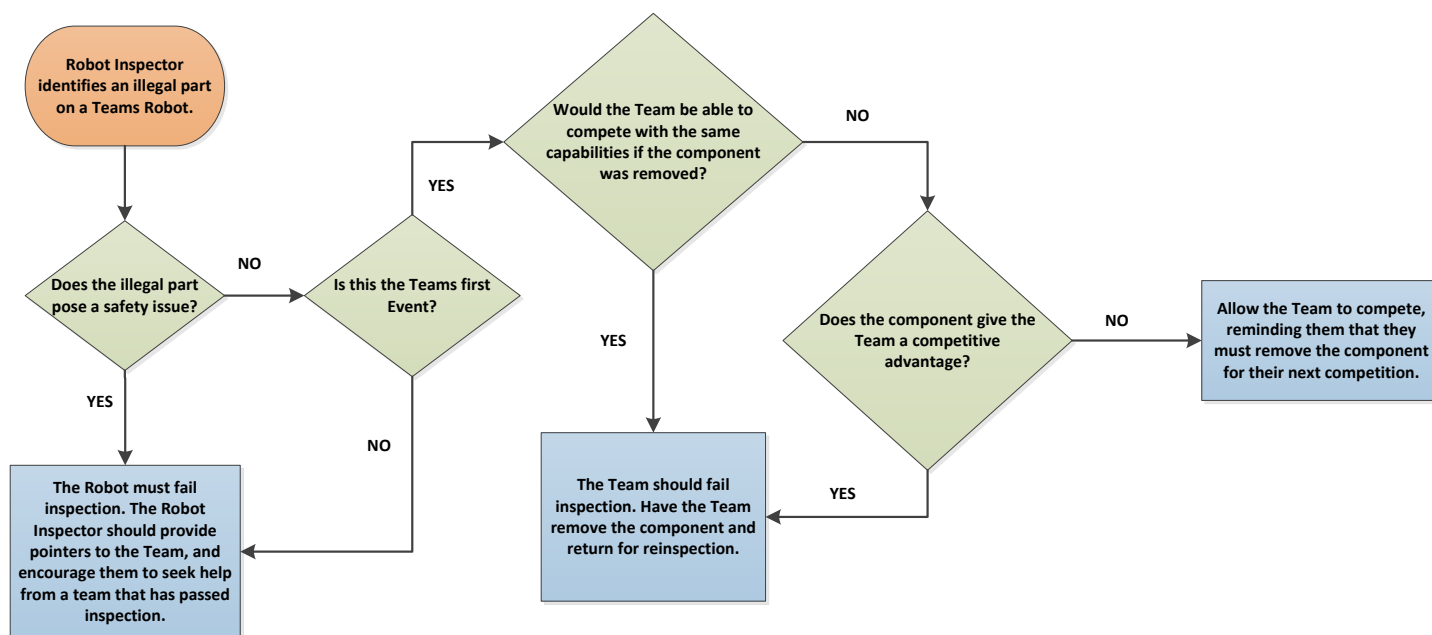 Robot Inspector
identifies an illegal part
on a Teams Robot.
Does the illegal part
pose a safety issue?
NO
YES
Is this the Teams first
Event?
YES
NO
Would the Team be able to
compete with the same
capabilities if the component
was removed?
NO
YES
Does the component give the
Team a competitive
advantage?
NO
YES
Allow the Team to compete,
reminding them that they
must remove the component
for their next competition.
The Robot must fail
inspection. The Robot
Inspector should provide
pointers to the Team, and
encourage them to seek help
from a team that has passed
inspection.
The Team should fail
inspection. Have the Team
remove the component and
return for reinspection.